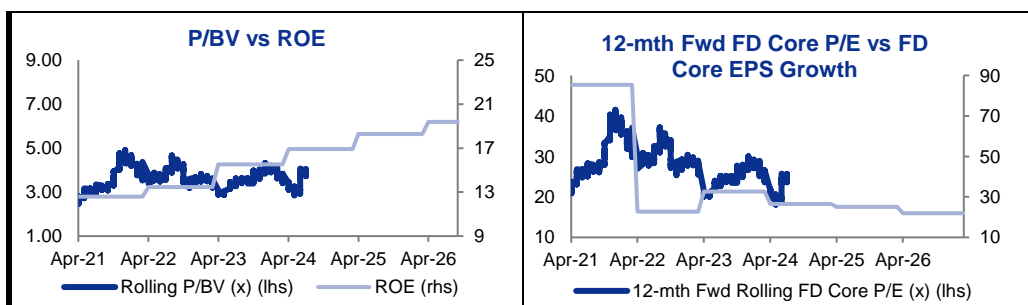 P/BV vs ROE
9.00
7.00
5.00
3.00
1.00
25
21
17
13
9
Apr-21 Apr-22 Apr-23 Apr-24 Apr-25 Apr-26
Rolling P/BV (x) (lhs) ROE (rhs)
12-mth Fwd FD Core P/E vs FD
Core EPS Growth
50
40
30
20
10
90
70
50
30
10
Apr-21 Apr-22 Apr-23 Apr-24 Apr-25 Apr-26
12-mth Fwd Rolling FD Core P/E (x) (lhs)